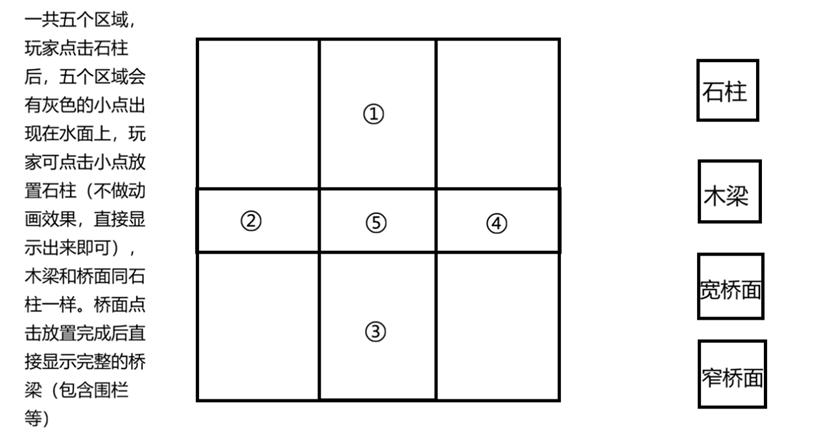 一共五个区域，
玩家点击石柱
后，五个区域会
有灰色的小点出
现在水面上，玩
家可点击小点放
置石柱（不做动
画效果，直接显
示出来即可），
木梁和桥面同石
柱一样。桥面点
击放置完成后直
接显示完整的桥
梁（包含围栏
等）
①
②
⑤
④
③
石柱
木梁
宽桥面
窄桥面